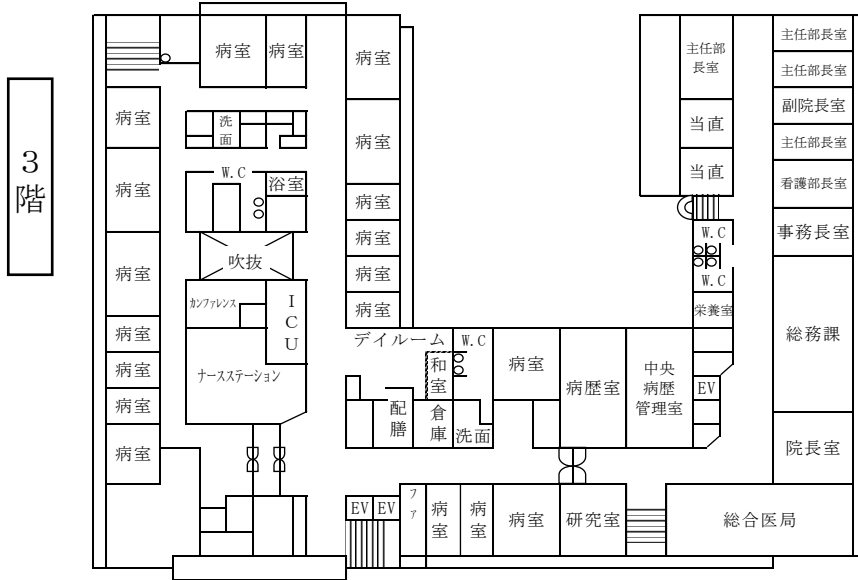 3階
病室
病室
病室
主任部
長室
主任部長室
主任部長室
副院長室
主任部長室
看護部長室
事務長室
総務課
院長室
総合医局
当直
当直
W.C
W.C
栄養室
EV
病室
病室
病室
病室
病室
病室
病室
洗
面
W.C
浴室
吹抜
カンファレンス
ICU
ナースステーション
病室
病室
病室
病室
病室
病室
デイルーム
和
室
W.C
配
膳
倉
庫
洗面
病室
病歴室
中央
病歴
管理室
EV
EV
ファ
病
室
病
室
病室
研究室